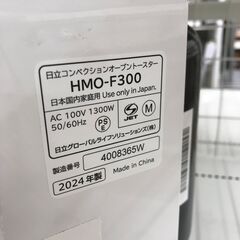 日立コンベクションオーブントースター
HMO-F300
日本国内家庭用 Use only in Japan.
AC 100V 1300W
50/60Hz
PS
E
JET
M
日立グローバルライフソリューションズ(株)
製造番号 4008365W
2024年製 Made in China